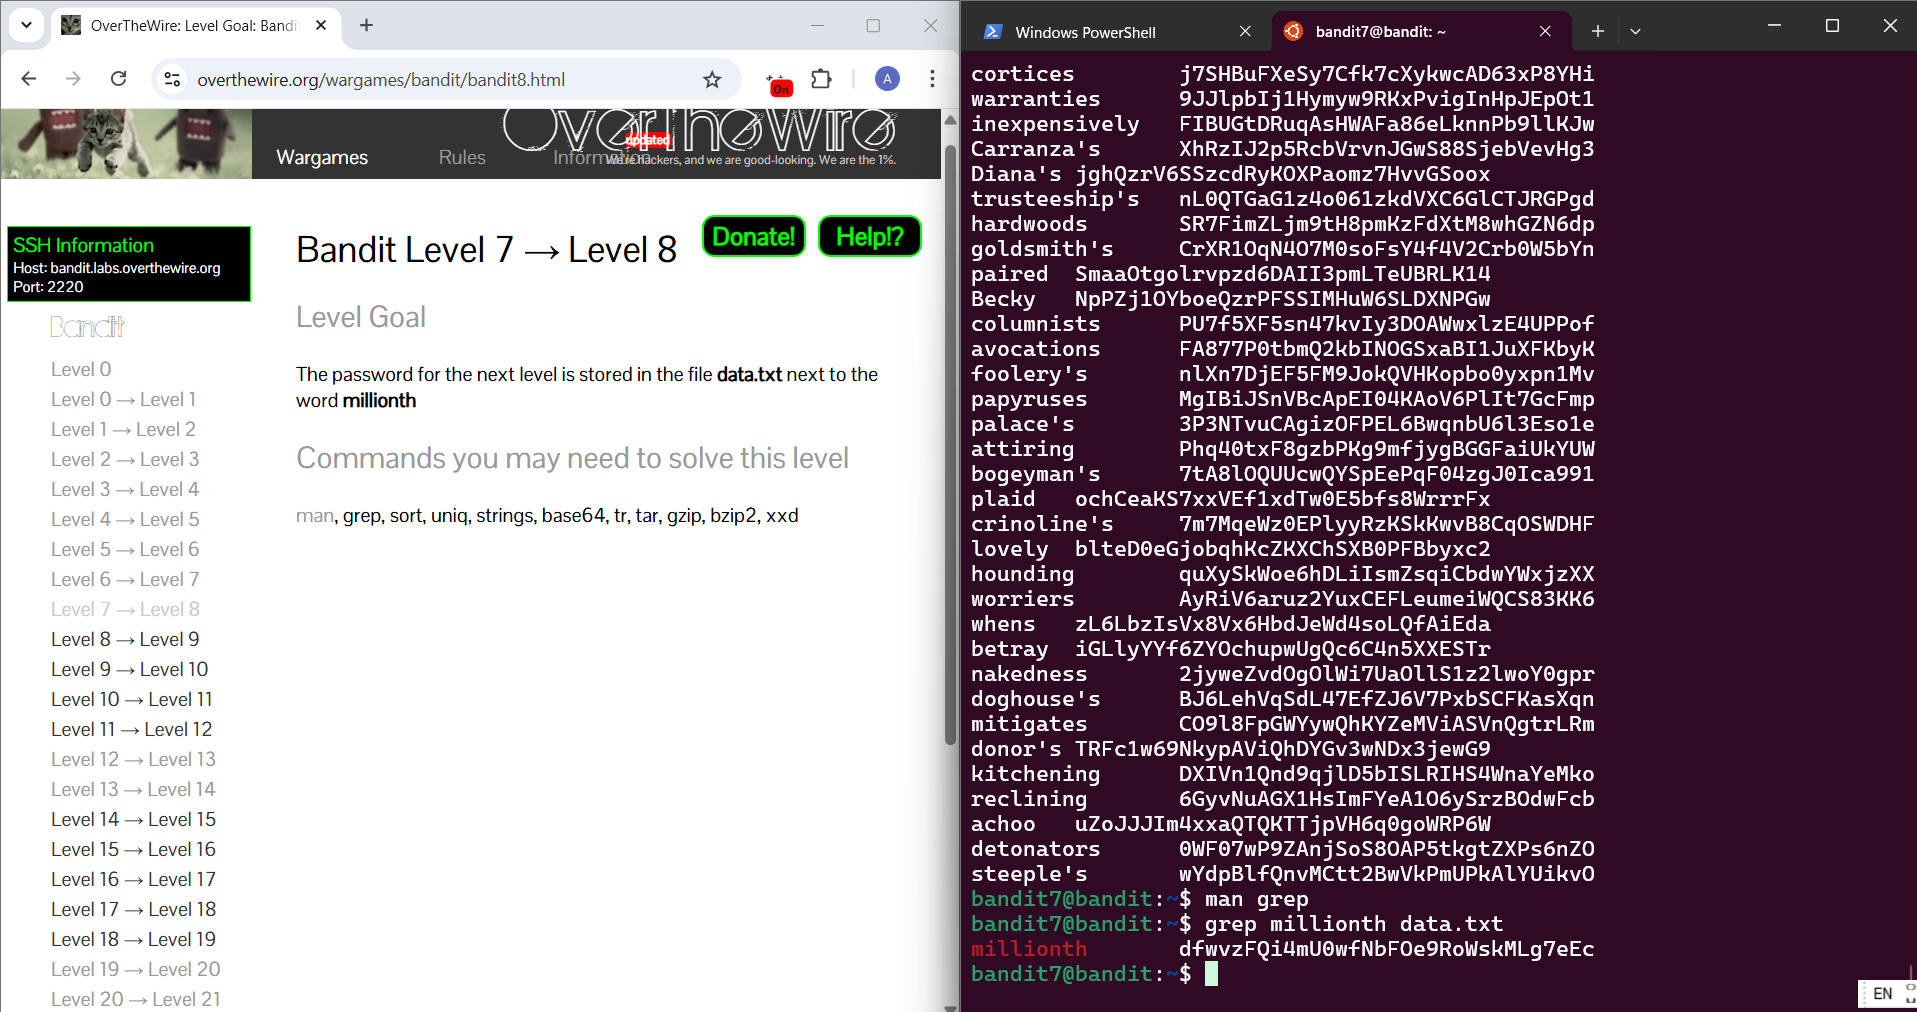 OverTheWire: Level Goal: Bandi
overthewire.org/wargames/bandit/bandit8.html
On
A
OverTheWire
updated
Wargames
Rules
Information
We're hackers, and we are good-looking. We are the 1%.
SSH Information
Host: bandit.labs.overthewire.org
Port: 2220
Bandit
Level 0
Level 0 → Level 1
Level 1 → Level 2
Level 2 → Level 3
Level 3 → Level 4
Level 4 → Level 5
Level 5 → Level 6
Level 6 → Level 7
Level 7 → Level 8
Level 8 → Level 9
Level 9 → Level 10
Level 10 → Level 11
Level 11 → Level 12
Level 12 → Level 13
Level 13 → Level 14
Level 14 → Level 15
Level 15 → Level 16
Level 16 → Level 17
Level 17 → Level 18
Level 18 → Level 19
Level 19 → Level 20
Level 20 → Level 21
Donate!
Help!?
Bandit Level 7 → Level 8
Level Goal
The password for the next level is stored in the file data.txt next to the
word millionth
Commands you may need to solve this level
man, grep, sort, uniq, strings, base64, tr, tar, gzip, bzip2, xxd
Windows PowerShell
bandit7@bandit: ~
cortices j7SHBuFXeSy7Cfk7cXykwcAD63xP8YHi
warranties 9JJlpbIj1Hymyw9RKxPvigInHpJEpOt1
inexpensively FIBUGtDRuqAsHWAFa86eLknnPb9llKJw
Carranza's XhRzIJ2p5RcbVrvnJGwS88SjebVevHg3
Diana's jghQzrV6SSzcdRyKOXPaomz7HvvGSoox
trusteeship's nL0QTGaG1z4o061zkdVXC6GlCTJRGPgd
hardwoods SR7FimZLjm9tH8pmKzFdXtM8whGZN6dp
goldsmith's CrXR1OqN4O7M0soFsY4f4V2Crb0W5bYn
paired SmaaOtgolrvpzd6DAII3pmLTeUBRLK14
Becky NpPZj1OYboeQzrPFSSIMHuW6SLDXNPGw
columnists PU7f5XF5sn47kvIy3DOAWwxlzE4UPPof
avocations FA877P0tbmQ2kbINOGSxaBI1JuXFKbyK
foolery's nlXn7DjEF5FM9JokQVHKopbo0yxpn1Mv
papyruses MgIBiJSnVBcApEI04KAoV6PlIt7GcFmp
palace's 3P3NTvuCAgizOFPEL6BwqnbU6l3Eso1e
attiring Phq40txF8gzbPKg9mfjygBGGFaiUkYUW
bogeyman's 7tA8lOQUUcwQYSpEePqF04zgJ0Ica991
plaid ochCeaKS7xxVEf1xdTw0E5bfs8WrrrFx
crinoline's 7m7MqeWz0EPlyyRzKSkKwvB8CqOSWDHF
lovely blteD0eGjobqhKcZKXChSXB0PFBbyxc2
hounding quXySkWoe6hDLiIsmZsqiCbdwYWxjzXX
worriers AyRiV6aruz2YuxCEFLeumeiWQCS83KK6
whens zL6LbzIsVx8Vx6HbdJeWd4soLQfAiEda
betray iGLlyYYf6ZYOchupwUgQc6C4n5XXESTr
nakedness 2jyweZvdOgOlWi7UaOllS1z2lwoY0gpr
doghouse's BJ6LehVqSdL47EfZJ6V7PxbSCFKasXqn
mitigates CO9l8FpGWYywQhKYZeMViASVnQgtrLRm
donor's TRFc1w69NkypAViQhDYGv3wNDx3jewG9
kitchening DXIVn1Qnd9qjlD5bISLRIHS4WnaYeMko
reclining 6GyvNuAGX1HsImFYeA1O6ySrzBOdwFcb
achoo uZoJJJIm4xxaQTQKTTjpVH6q0goWRP6W
detonators 0WF07wP9ZAnjSoS8OAP5tkgtZXPs6nZO
steeple's wYdpBlfQnvMCtt2BwVkPmUPkAlYUikvO
bandit7@bandit:~$ man grep
bandit7@bandit:~$ grep millionth data.txt
millionth dfwvzFQi4mU0wfNbFOe9RoWskMLg7eEc
bandit7@bandit:~$
EN